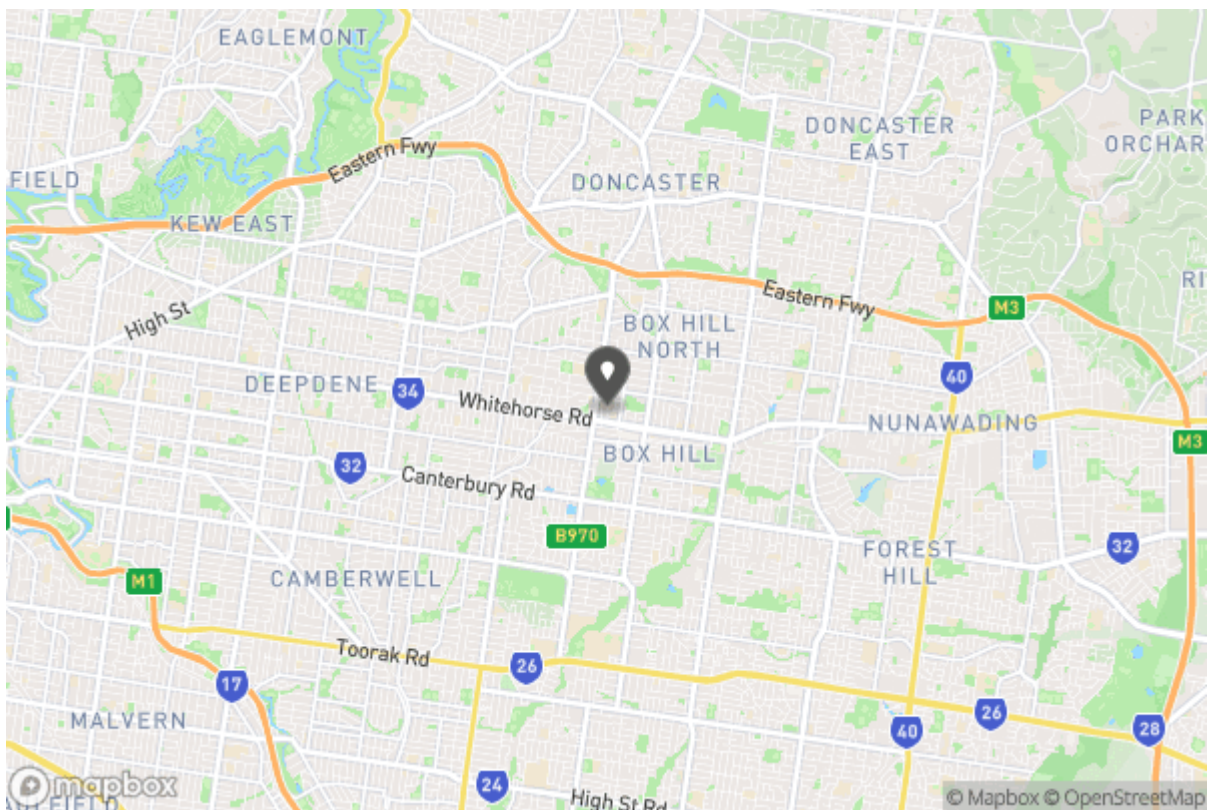 EAGLEMONT
DONCASTER
EAST
PARK
ORCHAR
Eastern Fwy
FIELD
DONCASTER
KEW EAST
RI
Eastern Fwy
M3
High St
BOX HILL
NORTH
DEEPDENE
34
40
Whitehorse Rd
NUNAWADING
M3
BOX HILL
32
Canterbury Rd
B970
32
FOREST
HILL
CAMBERWELL
M1
Toorak Rd
26
17
26
MALVERN
40
28
24
mapbox
High St Rd
FIELD
© Mapbox © OpenStreetMap